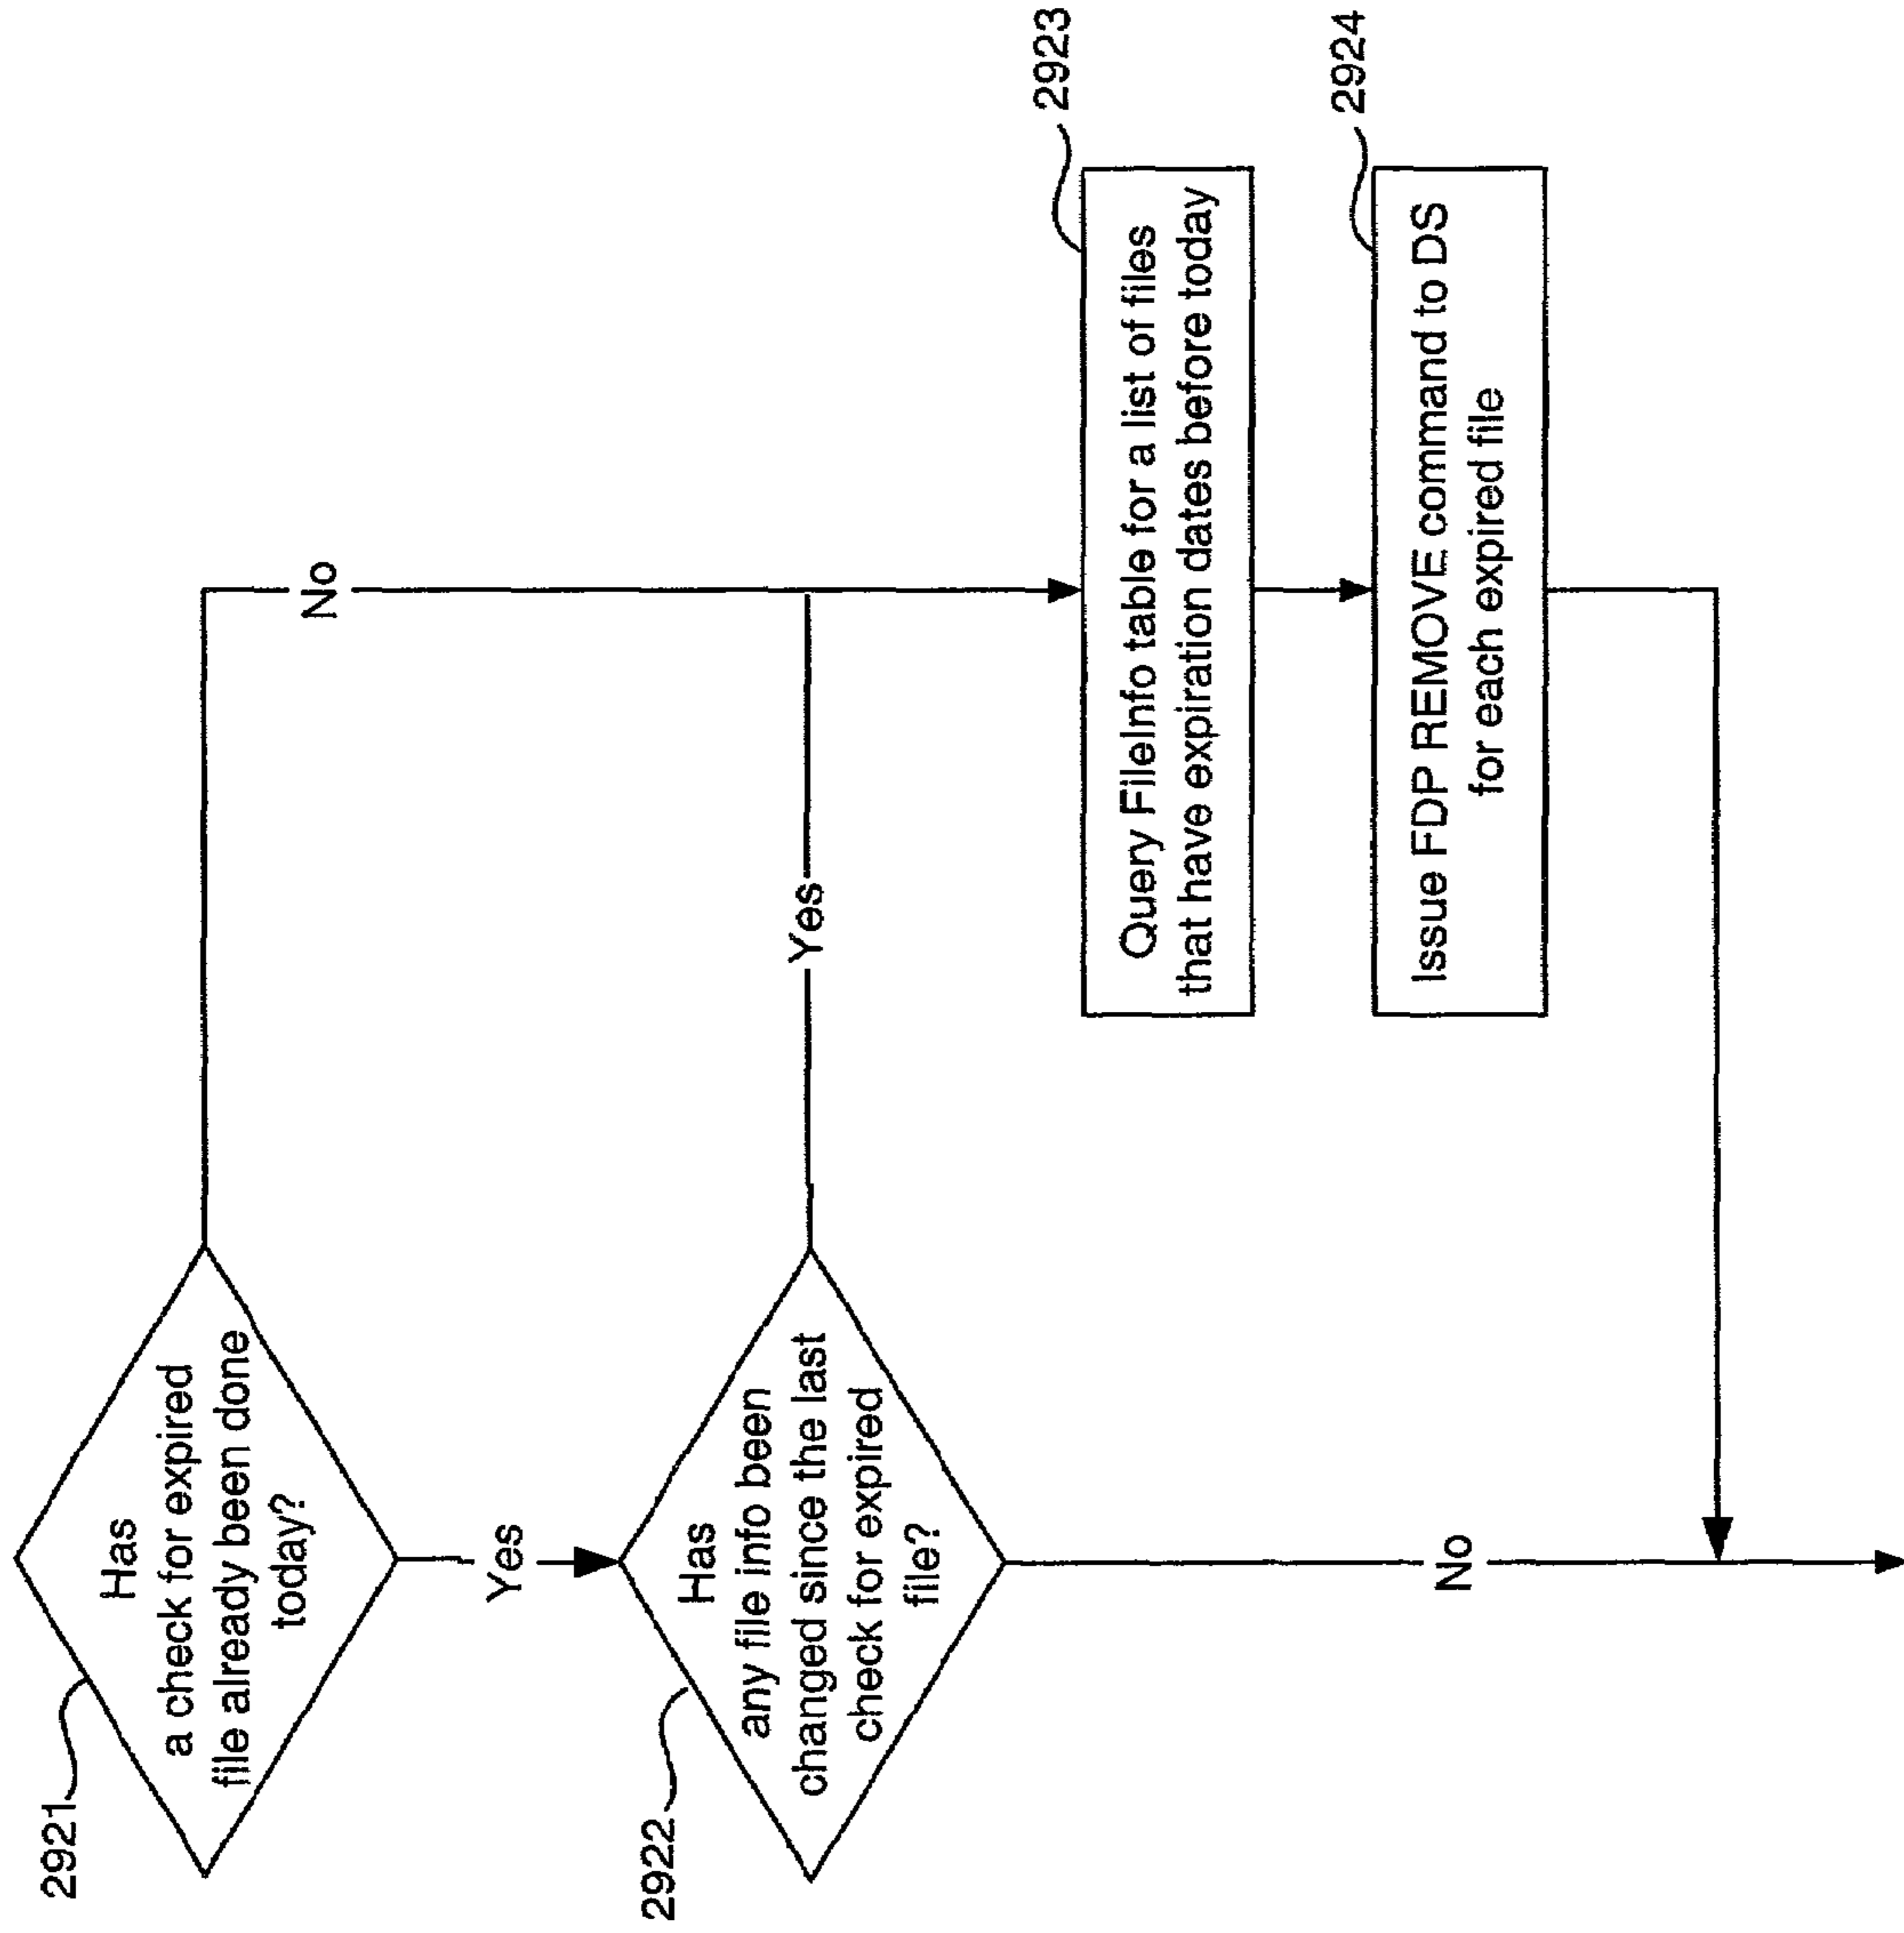 2921
Has
a check for expired
file already been done
today?
No
Yes
2922
Has
any file info been
changed since the last
check for expired
file?
Yes
2923
Query FileInfo table for a list of files
that have expiration dates before today
2924
Issue FDP REMOVE command to DS
for each expired file
No